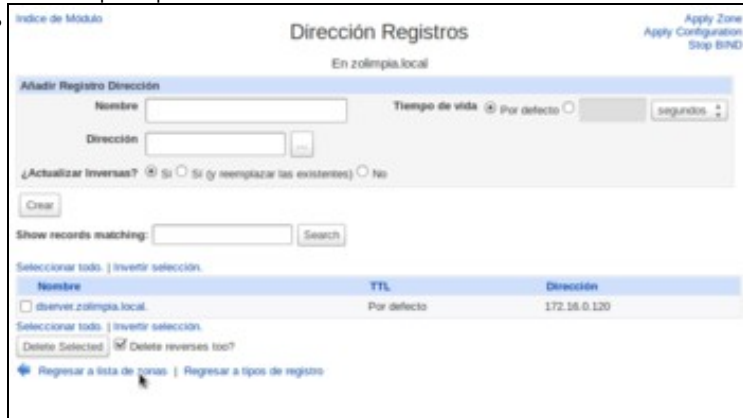 Indice de Módulo
Dirección Registros
Apply Zone
Apply Configuration
Stop BIND
En zolimpia.local
Añadir Registro Dirección
Nombre
Tiempo de vida Por defecto segundos
Dirección ...
¿Actualizar Inversas? Si Sí (y reemplazar las existentes) No
Crear
Show records matching: Search
Seleccionar todo. | Invertir selección.
Nombre TTL Dirección
dserver.zolimpia.local. Por defecto 172.16.0.120
Seleccionar todo. | Invertir selección.
Delete Selected Delete reverses too?
Regresar a lista de zonas | Regresar a tipos de registro